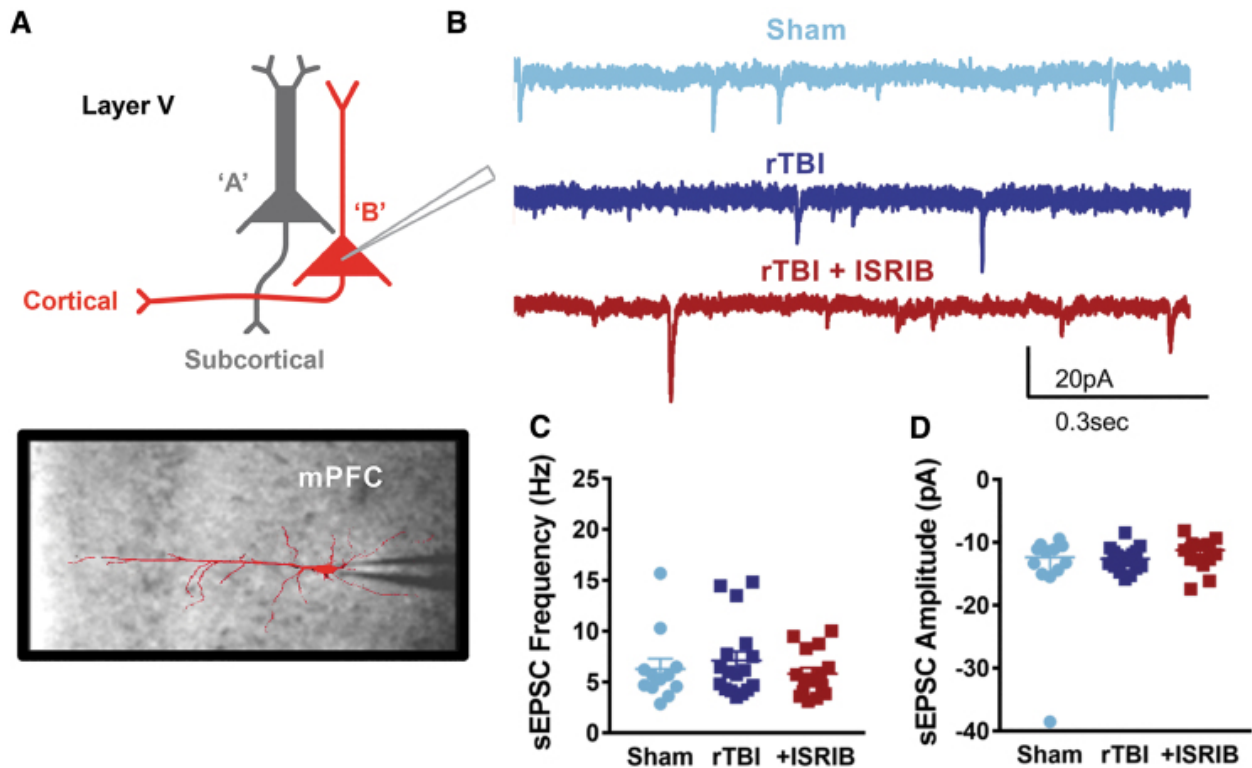 A
Layer V
'A'
'B'
Cortical
Subcortical
mPFC
B
Sham
rTBI
rTBI + ISRIB
20pA
0.3sec
C
sEPSC Frequency (Hz)
25
20
15
10
5
0
Sham rTBI +ISRIB
D
sEPSC Amplitude (pA)
0
-10
-20
-30
-40
Sham rTBI +ISRIB